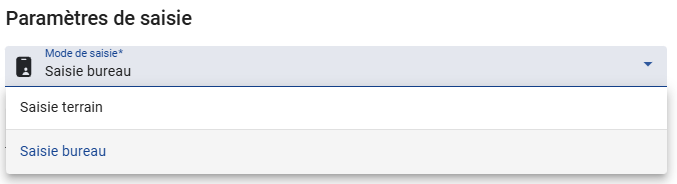 Paramètres de saisie
Mode de saisie*
Saisie bureau
Saisie terrain
Saisie bureau